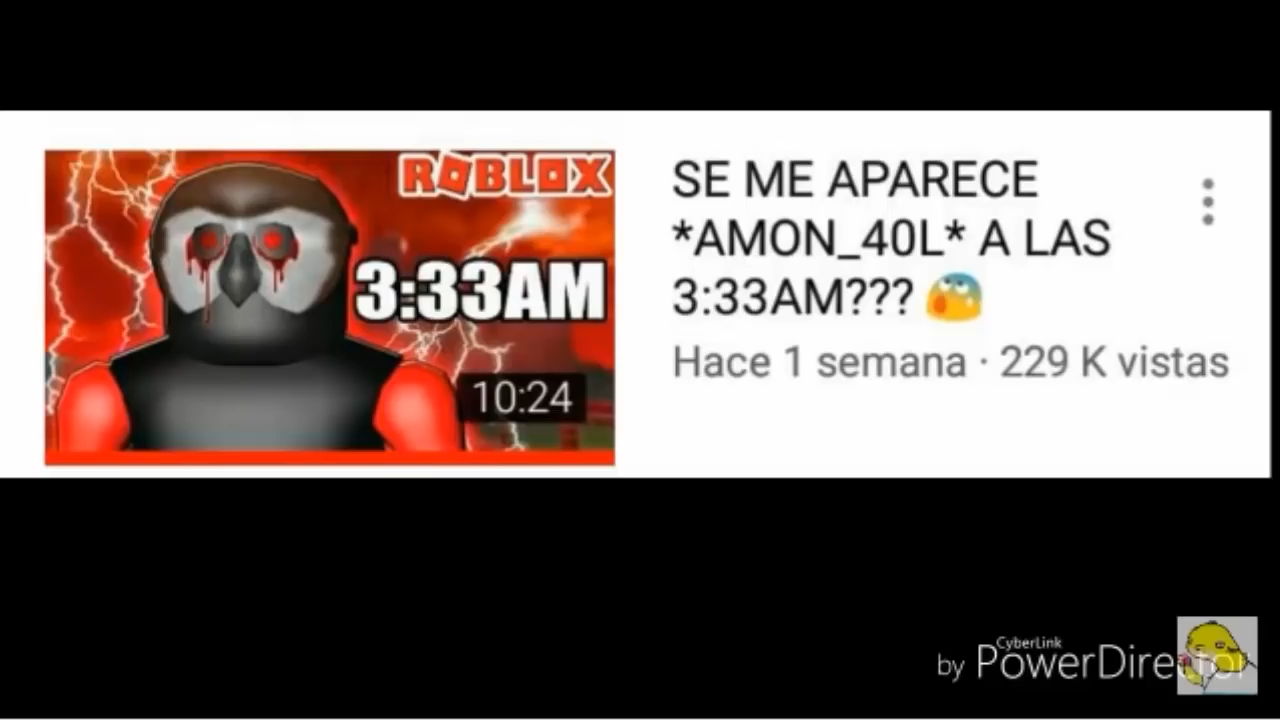 ROBLOX
3:33AM
10:24
SE ME APARECE
*AMON_40L* A LAS
3:33AM??? 😰
Hace 1 semana · 229 K vistas
CyberLink
by PowerDirector